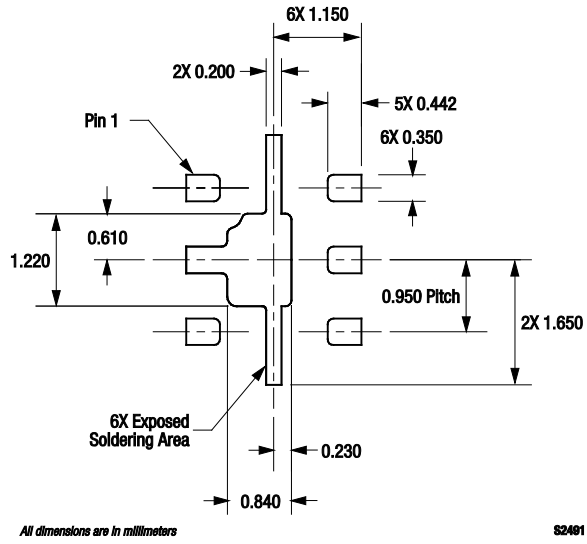 6X 1.150
2X 0.200
5X 0.442
Pin 1
6X 0.350
0.610
1.220
0.950 Pitch
2X 1.650
6X Exposed
Soldering Area
0.230
0.840
All dimensions are in millimeters
S2491